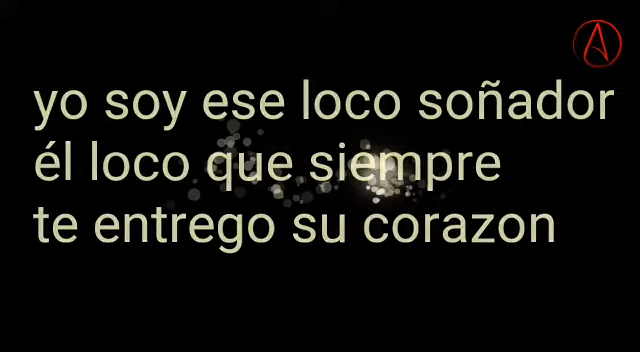 yo soy ese loco soñador
él loco que siempre
te entrego su corazon